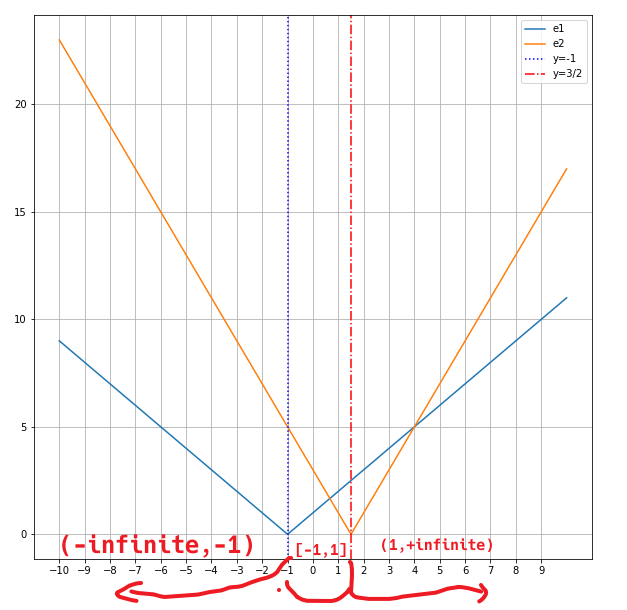 e1
e2
y=-1
y=3/2
20
15
10
5
0
(-infinite,-1) [-1,1] (1,+infinite)
−10 −9 −8 −7 −6 −5 −4 −3 −2 −1 0 1 2 3 4 5 6 7 8 9